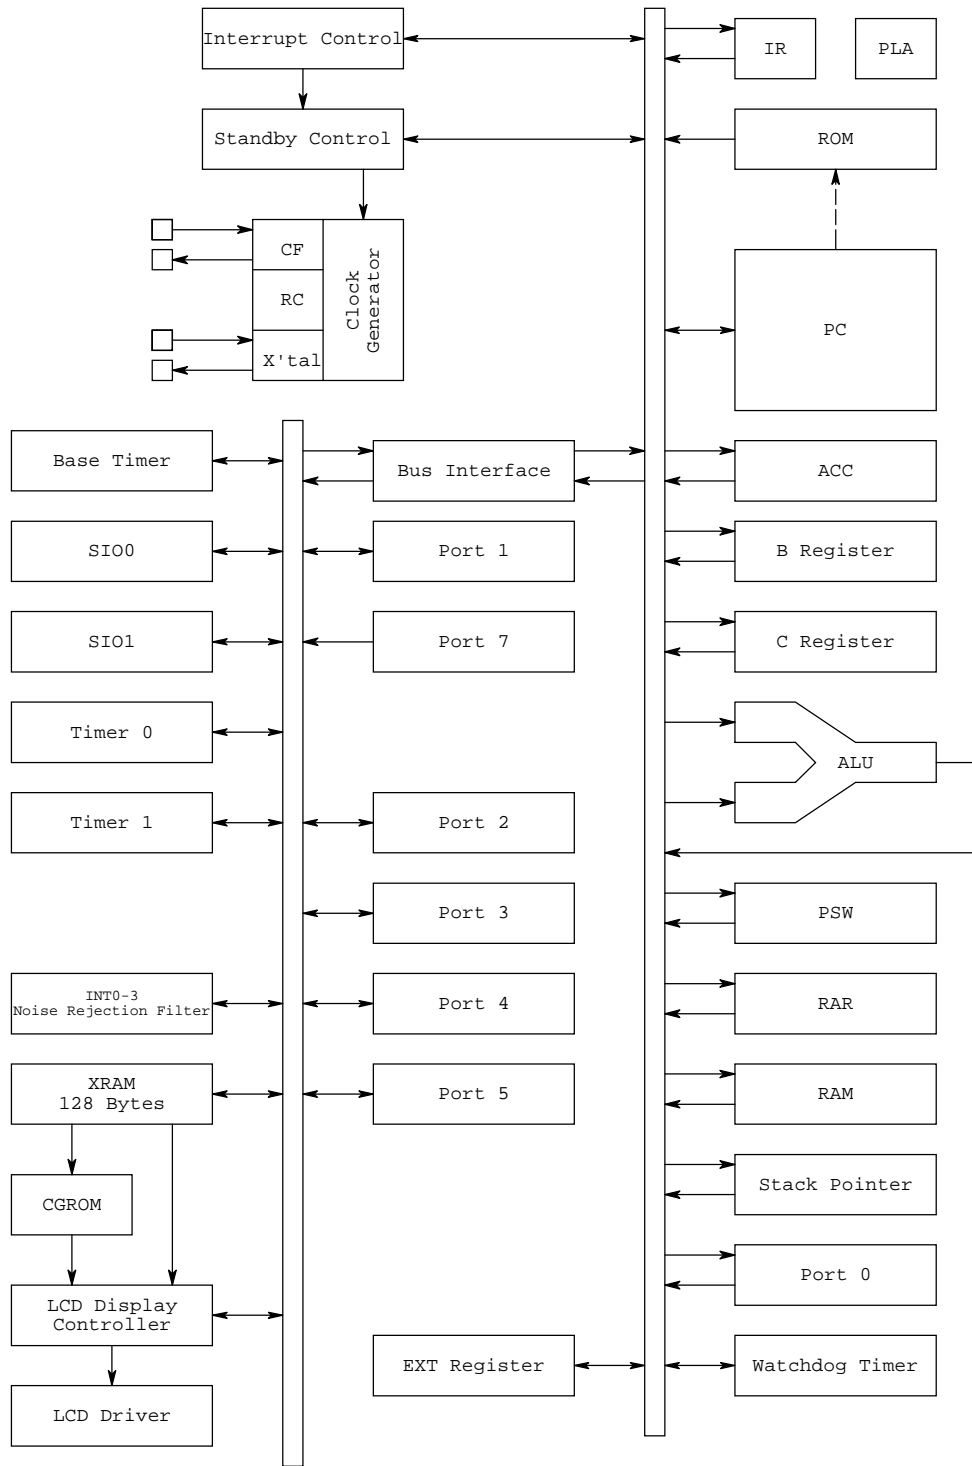 Interrupt Control
IR
PLA
Standby Control
ROM
CF
RC
X'tal
Clock
Generator
PC
Base Timer
Bus Interface
ACC
SIO0
Port 1
B Register
SIO1
Port 7
C Register
Timer 0
ALU
Timer 1
Port 2
Port 3
PSW
INT0-3
Noise Rejection Filter
Port 4
RAR
XRAM
128 Bytes
Port 5
RAM
CGROM
Stack Pointer
LCD Display
Controller
Port 0
EXT Register
Watchdog Timer
LCD Driver